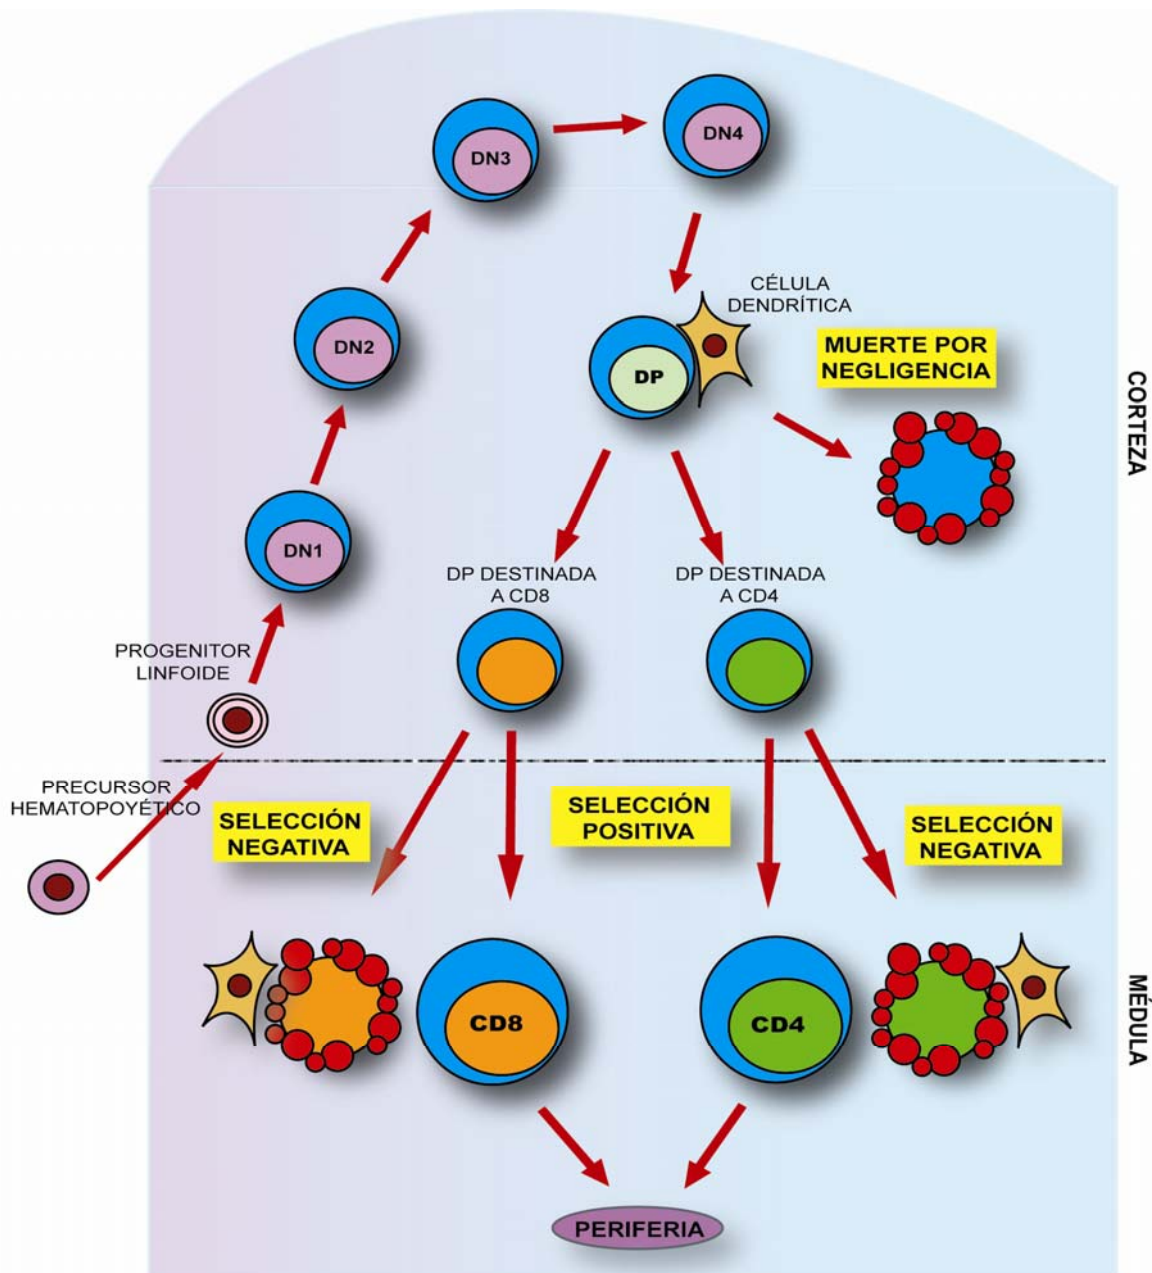 DN3
DN4
DN2
CÉLULA
DENDRÍTICA
MUERTE POR
NEGLIGENCIA
DP
CORTEZA
DN1
DP DESTINADA
A CD8
DP DESTINADA
A CD4
PROGENITOR
LINFOIDE
PRECURSOR
HEMATOPOYÉTICO
SELECCIÓN
NEGATIVA
SELECCIÓN
POSITIVA
SELECCIÓN
NEGATIVA
CD8
CD4
MÉDULA
PERIFERIA